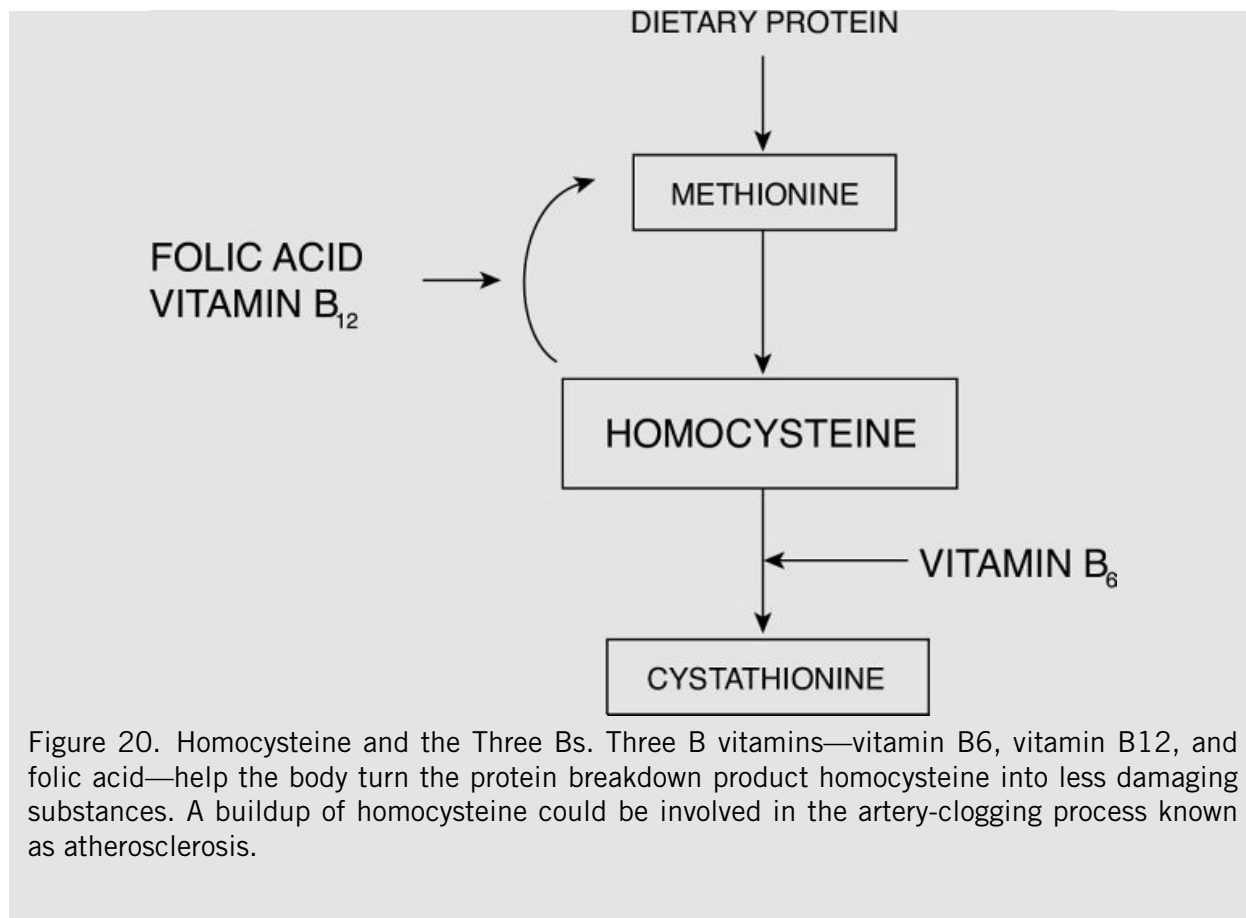 DIETARY PROTEIN
METHIONINE
FOLIC ACID
VITAMIN B12
HOMOCYSTEINE
VITAMIN B6
CYSTATHIONINE
Figure 20. Homocysteine and the Three Bs. Three B vitamins—vitamin B6, vitamin B12, and
folic acid—help the body turn the protein breakdown product homocysteine into less damaging
substances. A buildup of homocysteine could be involved in the artery-clogging process known
as atherosclerosis.